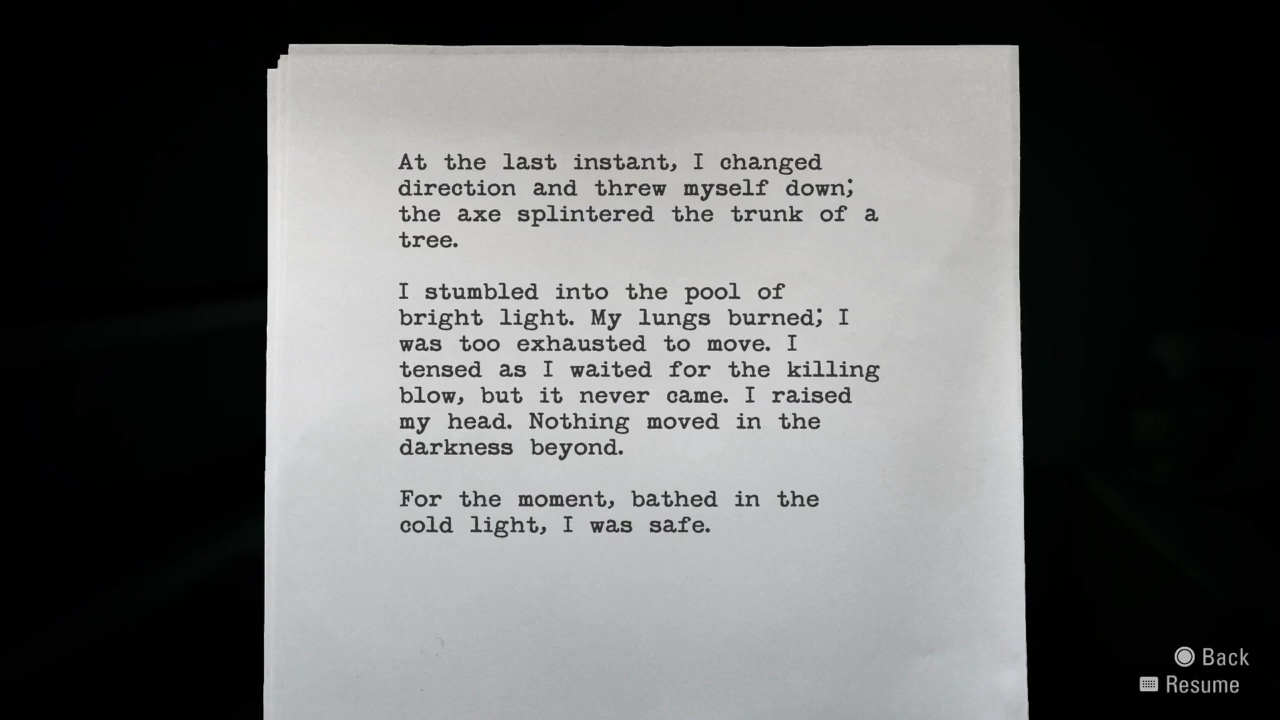 At the last instant, I changed
direction and threw myself down;
the axe splintered the trunk of a
tree.
I stumbled into the pool of
bright light. My lungs burned; I
was too exhausted to move. I
tensed as I waited for the killing
blow, but it never came. I raised
my head. Nothing moved in the
darkness beyond.
For the moment, bathed in the
cold light, I was safe.
Back
Resume